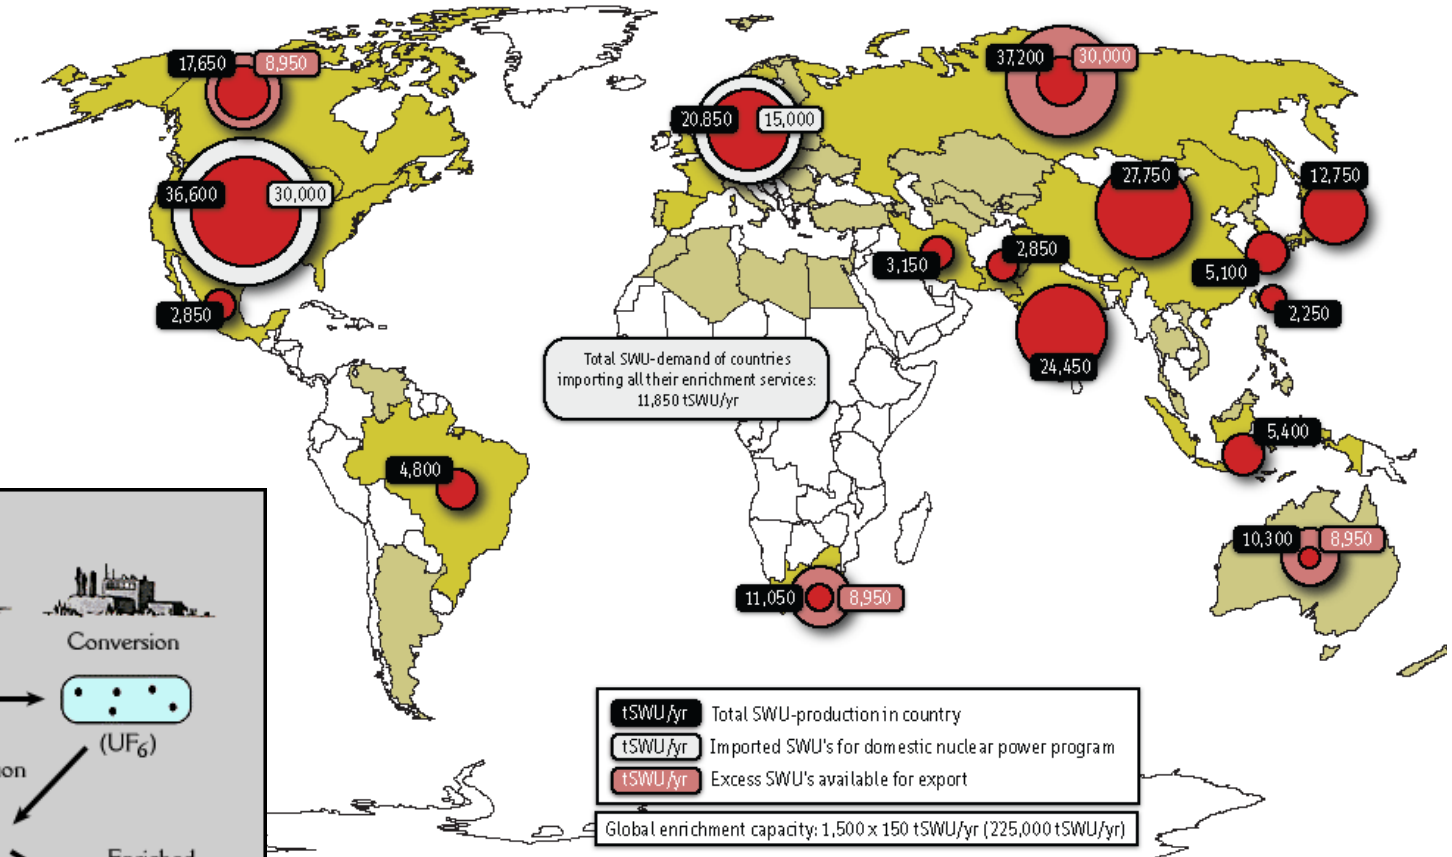 17,650
8,950
36,600
30,000
2,850
4,800
20.850
15,000
37,200
30,000
27,750
12,750
3,150
2,850
5,100
2,250
24,450
5,400
10,300
8,950
11,050
8,950
Total SWU-demand of countries
importing all their enrichment services:
11,850 tSWU/yr
Conversion
(UF6)
tSWU/yr Total SWU-production in country
tSWU/yr Imported SWU's for domestic nuclear power program
tSWU/yr Excess SWU's available for export
Global enrichment capacity: 1,500 x 150 tSWU/yr (225,000 tSWU/yr)